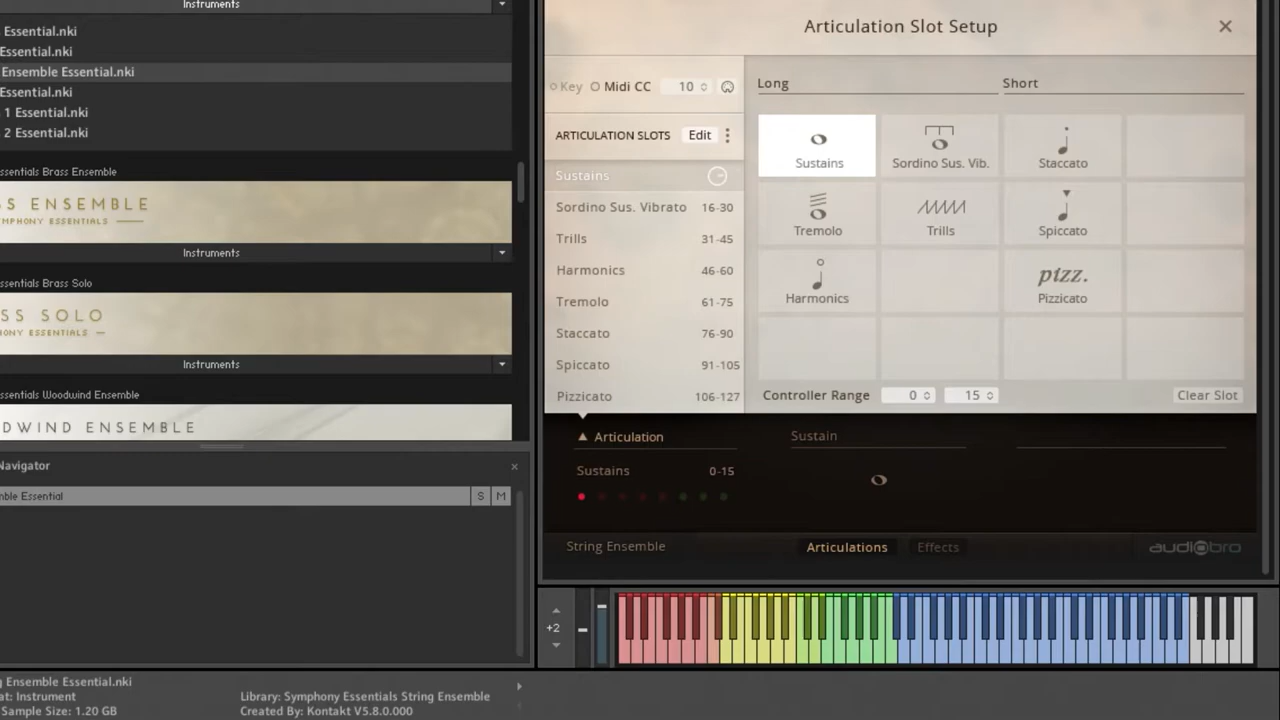 Instruments
Essential.nki
Essential.nki
Ensemble Essential.nki
Essential.nki
1 Essential.nki
2 Essential.nki
ssentials Brass Ensemble
SS ENSEMBLE
MPHONY ESSENTIALS
Instruments
ssentials Brass Solo
SS SOLO
HONY ESSENTIALS
Instruments
ssentials Woodwind Ensemble
DWIND ENSEMBLE
Navigator
mble Essential
S M
g Ensemble Essential.nki
at: Instrument
Sample Size: 1.20 GB
Library: Symphony Essentials String Ensemble
Created By: Kontakt V5.8.0.000
Articulation Slot Setup
Key Midi CC 10
ARTICULATION SLOTS Edit
Sustains
Sordino Sus. Vibrato 16-30
Trills 31-45
Harmonics 46-60
Tremolo 61-75
Staccato 76-90
Spiccato 91-105
Pizzicato 106-127
Long Short
Sustains Sordino Sus. Vib. Staccato
Tremolo Trills Spiccato
pizz.
Harmonics Pizzicato
Controller Range 0 15 Clear Slot
Articulation Sustain
Sustains 0-15
String Ensemble Articulations Effects audiobro
+2